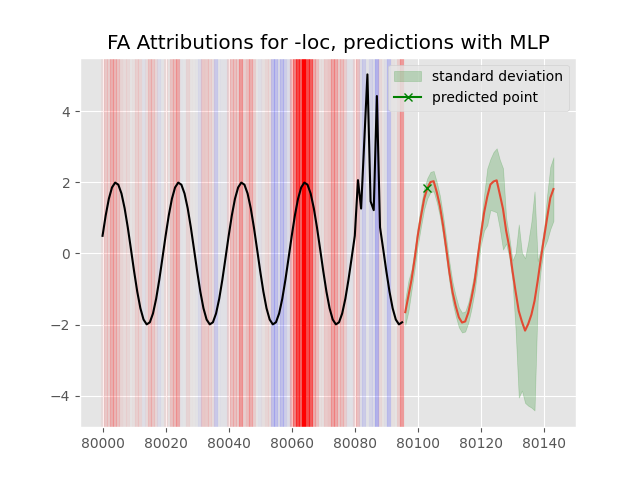 FA Attributions for -loc, predictions with MLP
standard deviation
predicted point
4
2
0
−2
−4
80000 80020 80040 80060 80080 80100 80120 80140